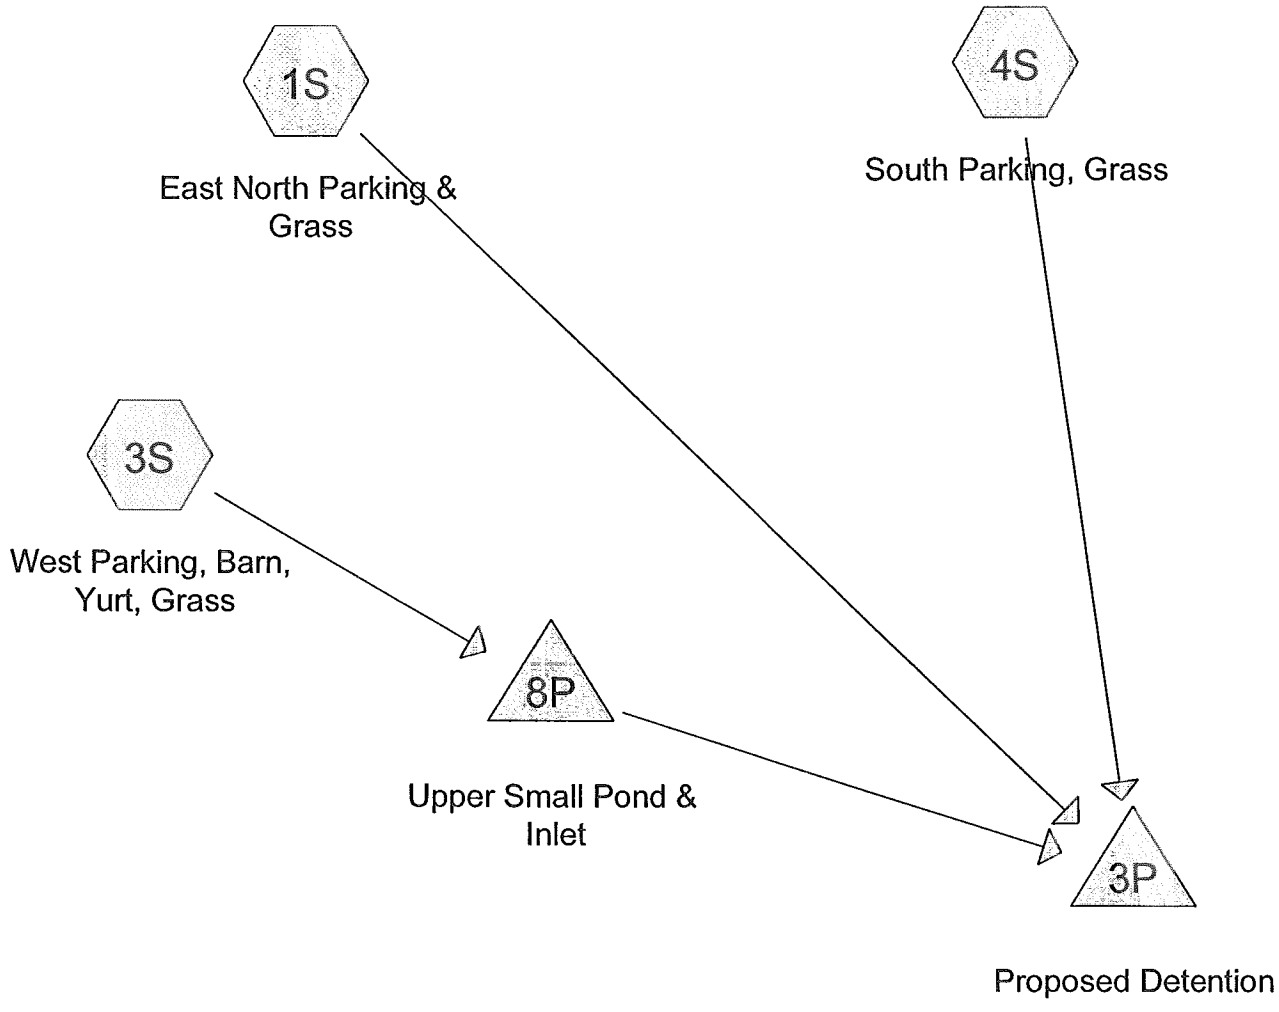 1S
East North Parking &
Grass
4S
South Parking, Grass
3S
West Parking, Barn,
Yurt, Grass
8P
Upper Small Pond &
Inlet
3P
Proposed Detention